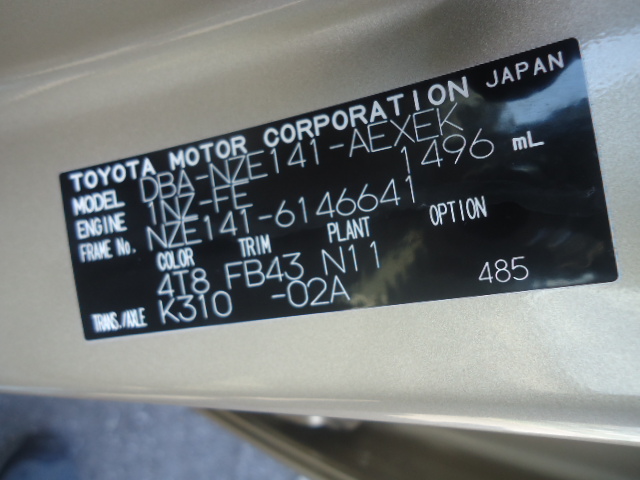 TOYOTA MOTOR CORPORATION JAPAN
MODEL DBA-NZE141-AEXEK
ENGINE 1NZ-FE 1496 mL
FRAME No. NZE141-6146641
COLOR TRIM PLANT OPTION
4T8 FB43 N11
TRANS./AXLE K310 -02A 485